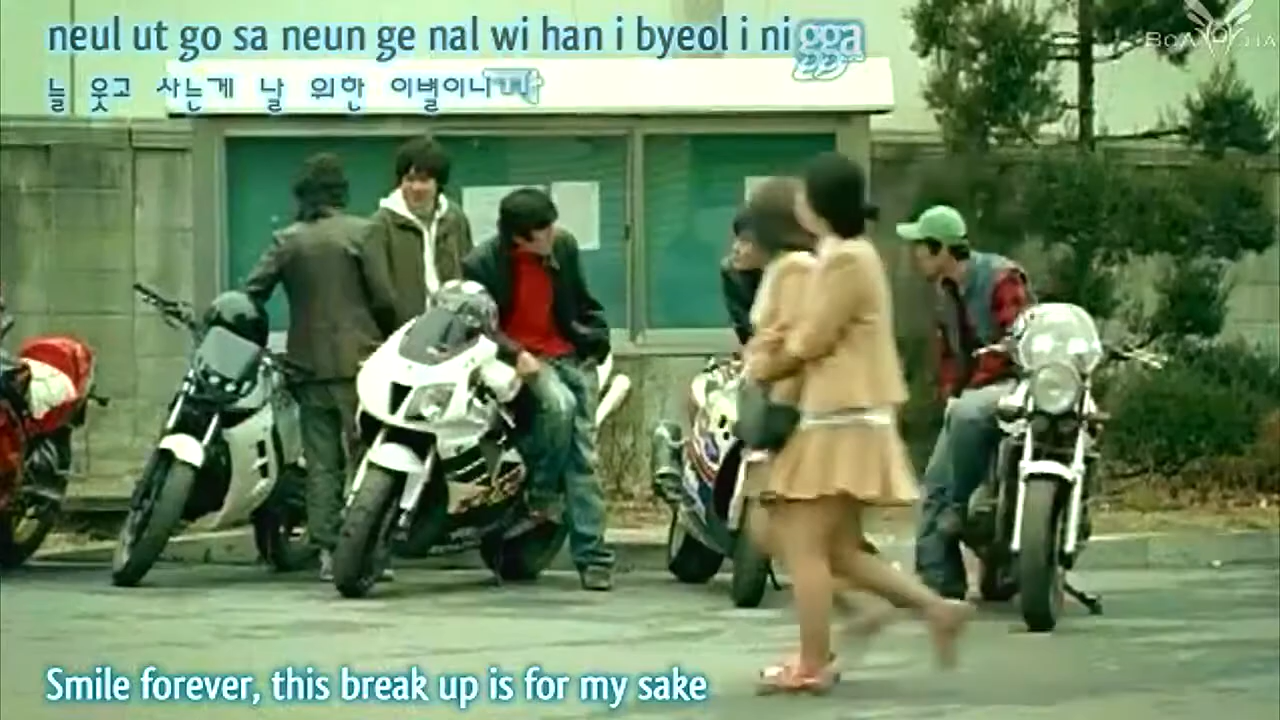 neul ut go sa neun ge nal wi han i byeol i ni gga
늘 웃고 사는게 날 위한 이별이니까
Smile forever, this break up is for my sake